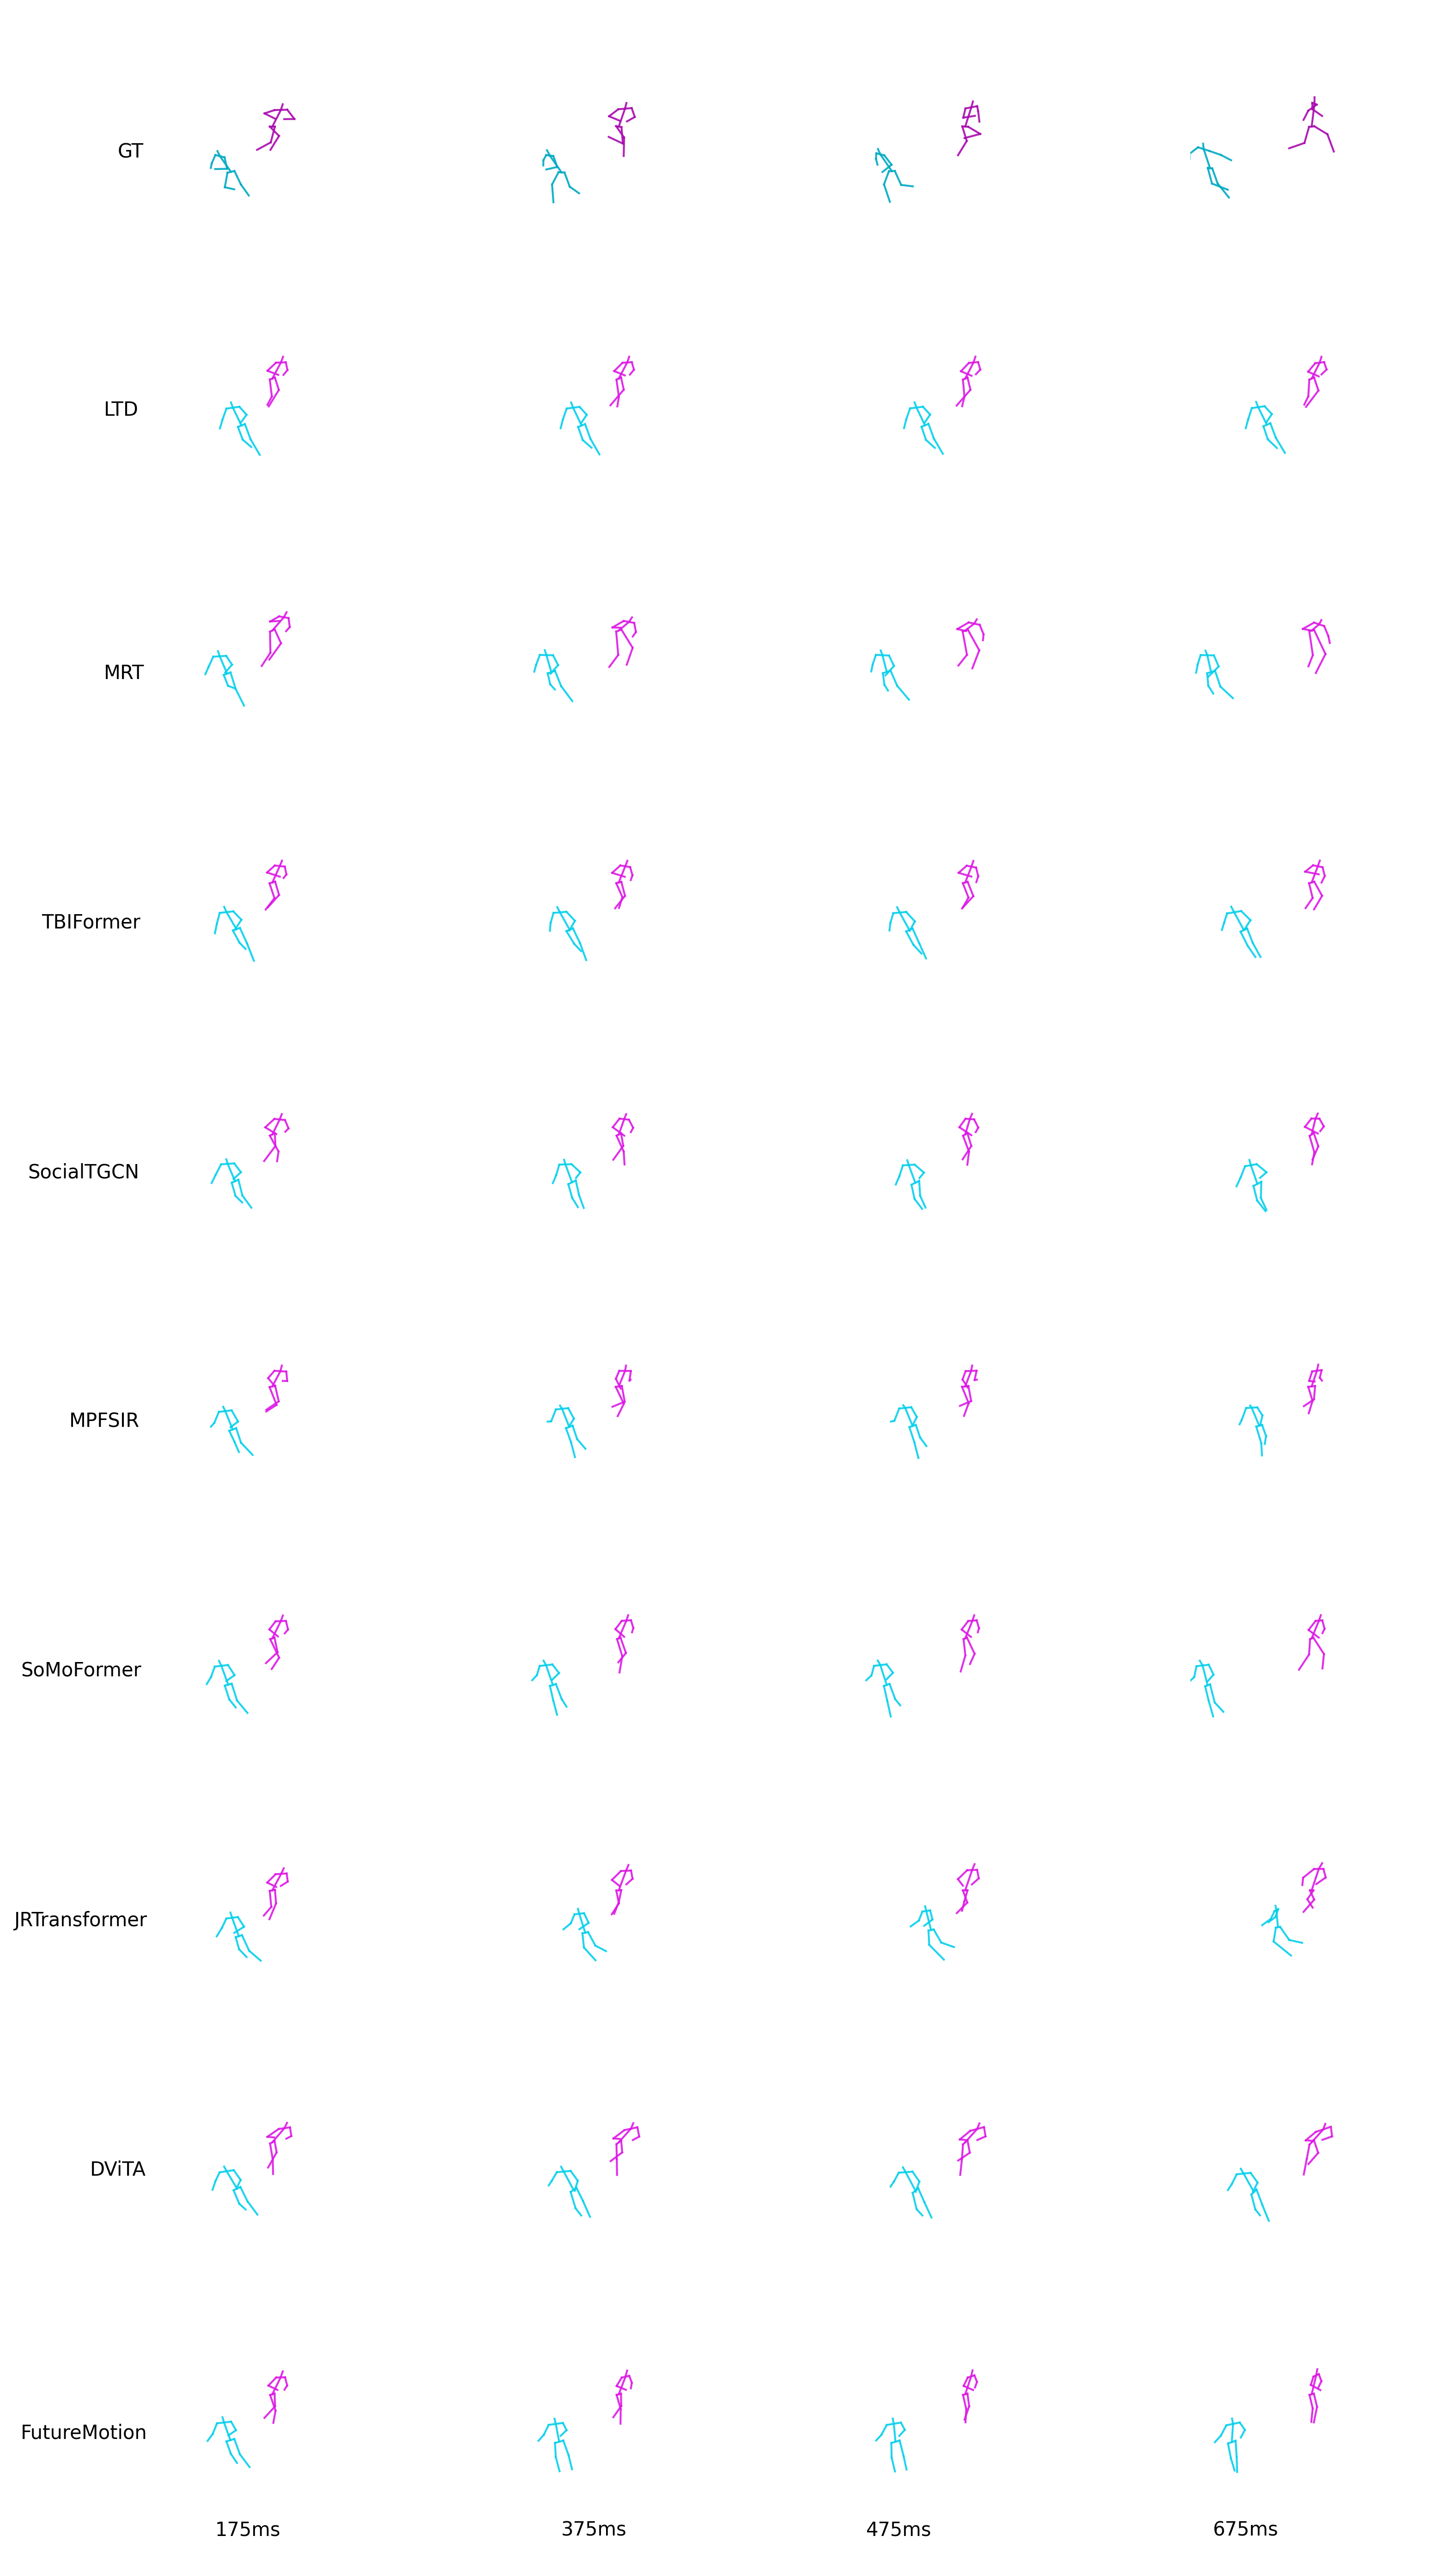 GT
LTD
MRT
TBIFormer
SocialTGCN
MPFSIR
SoMoFormer
JRTransformer
DViTA
FutureMotion
175ms 375ms 475ms 675ms